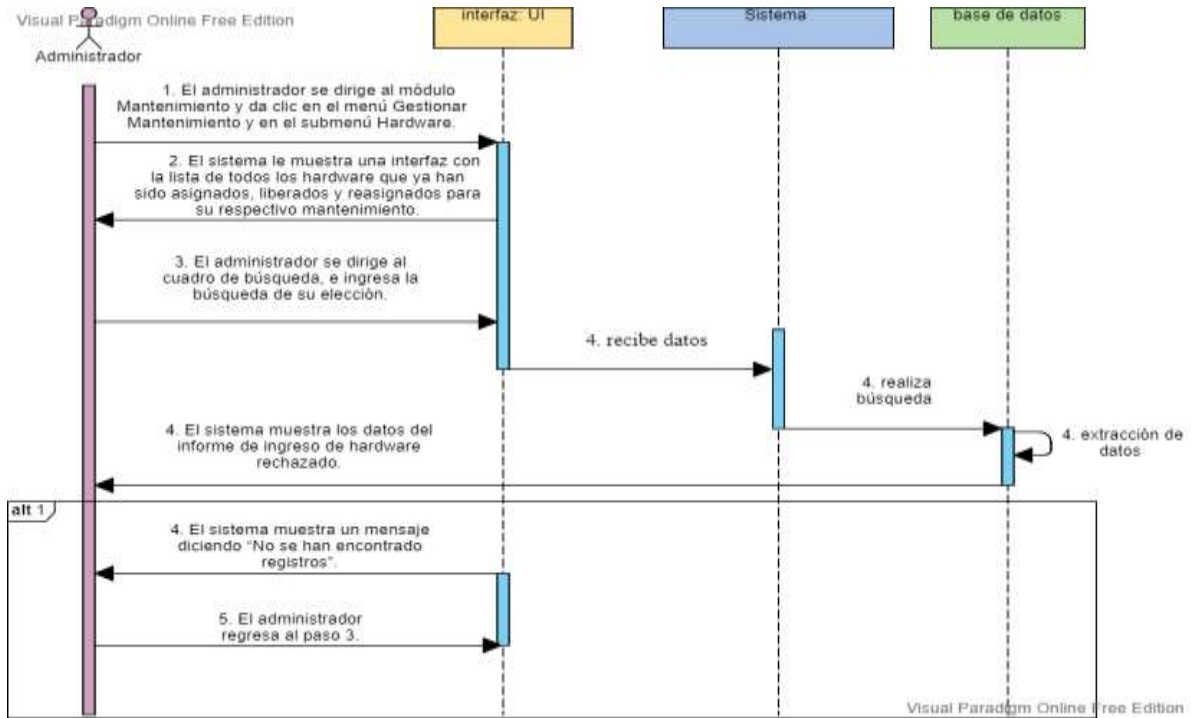 Visual Paradigm Online Free Edition
interfaz: UI
Sistema
base de datos
Administrador
1. El administrador se dirige al módulo
Mantenimiento y da clic en el menú Gestionar
Mantenimiento y en el submenú Hardware.
2. El sistema le muestra una interfaz con
la lista de todos los hardware que ya han
sido asignados, liberados y reasignados para
su respectivo mantenimiento.
3. El administrador se dirige al
cuadro de búsqueda, e ingresa la
búsqueda de su elección.
4. recibe datos
4. realiza
búsqueda
4. extracción de
datos
4. El sistema muestra los datos del
informe de ingreso de hardware
rechazado.
alt 1
4. El sistema muestra un mensaje
diciendo “No se han encontrado
registros”.
5. El administrador
regresa al paso 3.
Visual Paradigm Online Free Edition